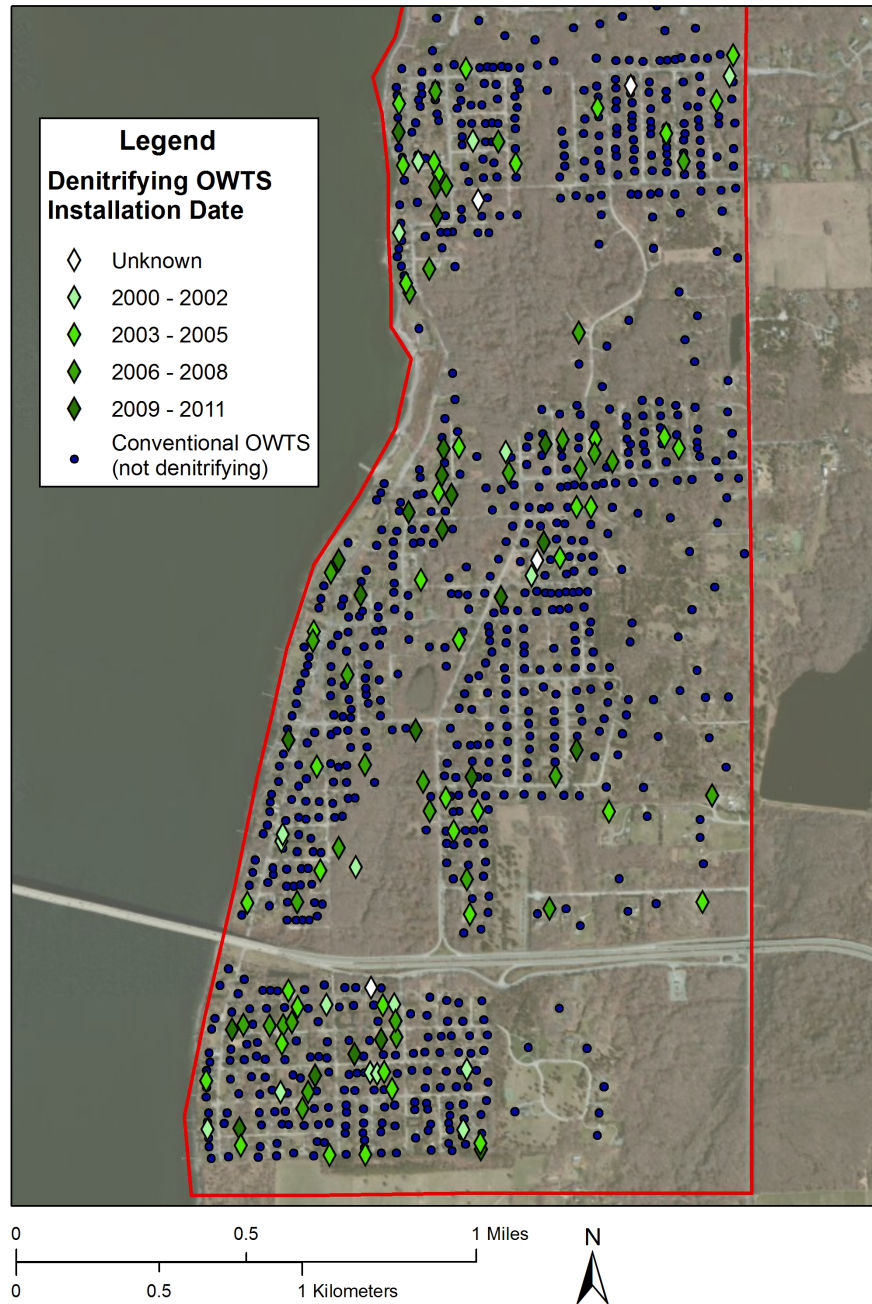 Legend
Denitrifying OWTS
Installation Date
Unknown
2000 - 2002
2003 - 2005
2006 - 2008
2009 - 2011
Conventional OWTS
(not denitrifying)
0 0.5 1 Miles
0 0.5 1 Kilometers
N